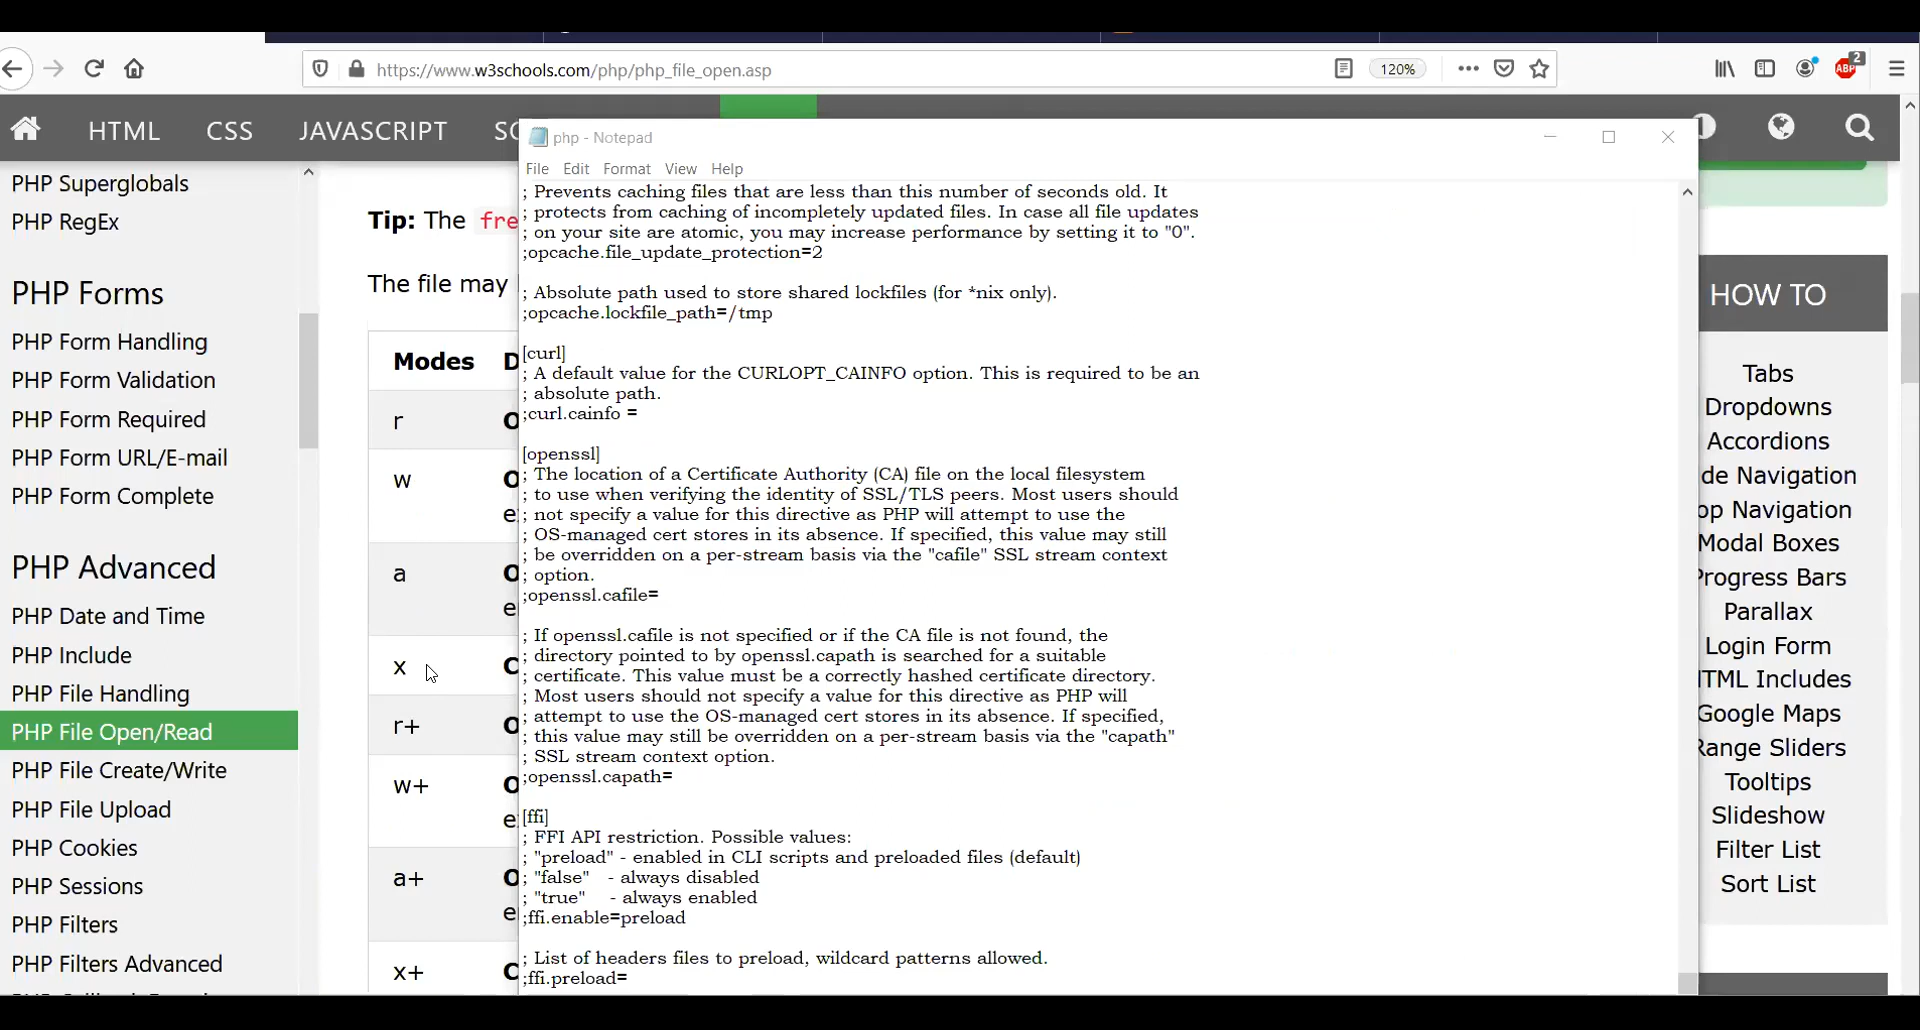 https://www.w3schools.com/php/php_file_open.asp
120%
ABP
2
HTML
CSS
JAVASCRIPT
PHP Superglobals
PHP RegEx
PHP Forms
PHP Form Handling
PHP Form Validation
PHP Form Required
PHP Form URL/E-mail
PHP Form Complete
PHP Advanced
PHP Date and Time
PHP Include
PHP File Handling
PHP File Open/Read
PHP File Create/Write
PHP File Upload
PHP Cookies
PHP Sessions
PHP Filters
PHP Filters Advanced
Tip: The fre
The file may
Modes D
r O
w O
e
a O
e
x C
r+ O
w+ O
e
a+ O
e
x+ C
php - Notepad
File Edit Format View Help
; Prevents caching files that are less than this number of seconds old. It
; protects from caching of incompletely updated files. In case all file updates
; on your site are atomic, you may increase performance by setting it to "0".
;opcache.file_update_protection=2
; Absolute path used to store shared lockfiles (for *nix only).
;opcache.lockfile_path=/tmp
[curl]
; A default value for the CURLOPT_CAINFO option. This is required to be an
; absolute path.
;curl.cainfo =
[openssl]
; The location of a Certificate Authority (CA) file on the local filesystem
; to use when verifying the identity of SSL/TLS peers. Most users should
; not specify a value for this directive as PHP will attempt to use the
; OS-managed cert stores in its absence. If specified, this value may still
; be overridden on a per-stream basis via the "cafile" SSL stream context
; option.
;openssl.cafile=
; If openssl.cafile is not specified or if the CA file is not found, the
; directory pointed to by openssl.capath is searched for a suitable
; certificate. This value must be a correctly hashed certificate directory.
; Most users should not specify a value for this directive as PHP will
; attempt to use the OS-managed cert stores in its absence. If specified,
; this value may still be overridden on a per-stream basis via the "capath"
; SSL stream context option.
;openssl.capath=
[ffi]
; FFI API restriction. Possible values:
; "preload" - enabled in CLI scripts and preloaded files (default)
; "false" - always disabled
; "true" - always enabled
;ffi.enable=preload
; List of headers files to preload, wildcard patterns allowed.
;ffi.preload=
HOW TO
Tabs
Dropdowns
Accordions
de Navigation
op Navigation
Modal Boxes
Progress Bars
Parallax
Login Form
HTML Includes
Google Maps
Range Sliders
Tooltips
Slideshow
Filter List
Sort List